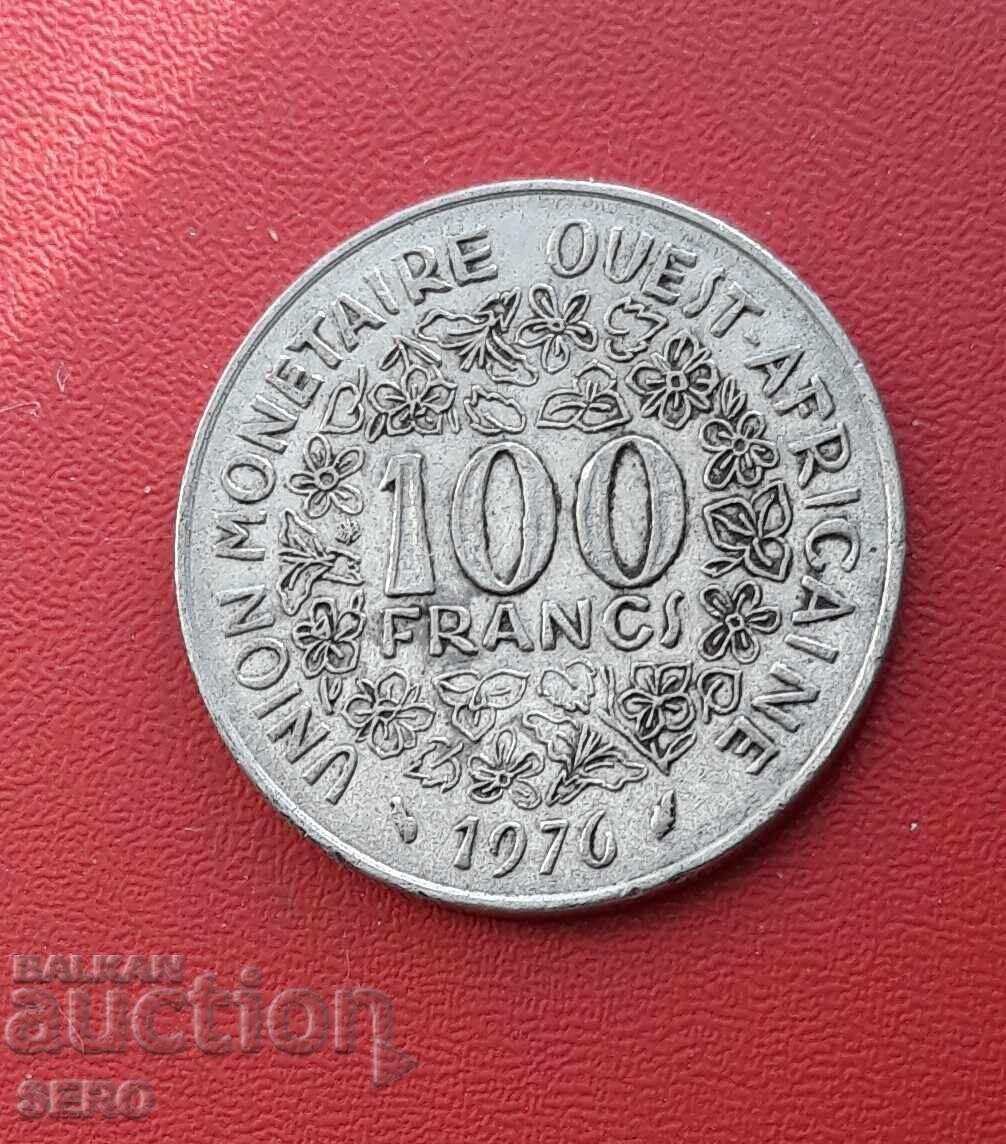 UNION MONETAIRE OUEST-AFRICAINE
100
FRANCS
1976
BALKAN
auction
SERO